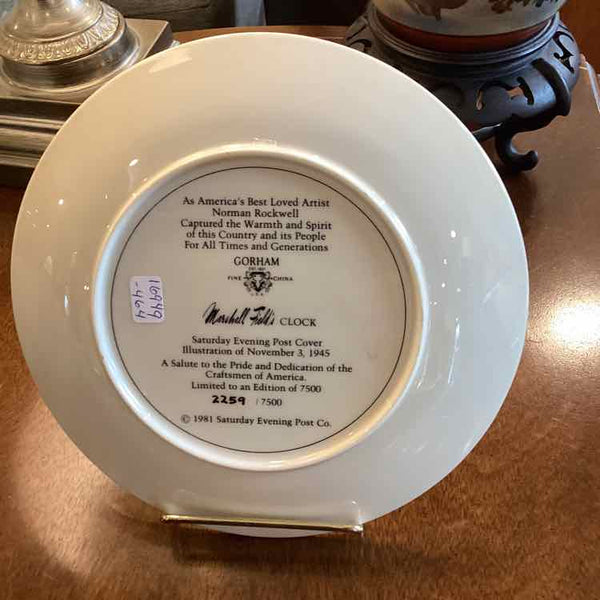 As America's Best Loved Artist
Norman Rockwell
Captured the Warmth and Spirit
of this Country and its People
For All Times and Generations
GORHAM
EST. 1831
FINE CHINA
U.S.A.
Marshall Field's CLOCK
Saturday Evening Post Cover
Illustration of November 3, 1945
A Salute to the Pride and Dedication of the
Craftsmen of America.
Limited to an Edition of 7500
2259 /7500
© 1981 Saturday Evening Post Co.
16949
-464